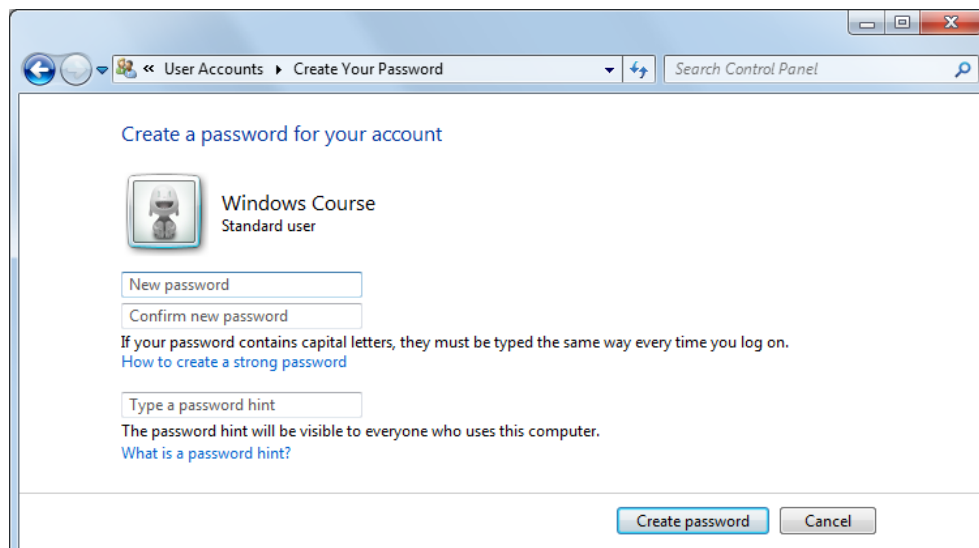 « User Accounts ▸ Create Your Password
Search Control Panel
Create a password for your account
Windows Course
Standard user
New password
Confirm new password
If your password contains capital letters, they must be typed the same way every time you log on.
How to create a strong password
Type a password hint
The password hint will be visible to everyone who uses this computer.
What is a password hint?
Create password
Cancel